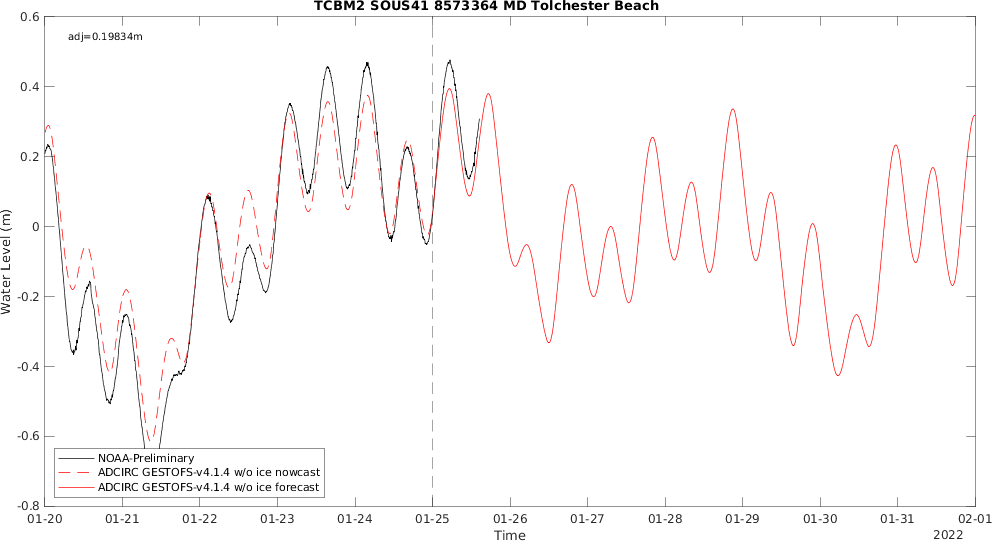 TCBM2 SOUS41 8573364 MD Tolchester Beach
adj=0.19834m
0.6
0.4
0.2
0
-0.2
-0.4
-0.6
-0.8
Water Level (m)
NOAA-Preliminary
ADCIRC GESTOFS-v4.1.4 w/o ice nowcast
ADCIRC GESTOFS-v4.1.4 w/o ice forecast
01-20 01-21 01-22 01-23 01-24 01-25 01-26 01-27 01-28 01-29 01-30 01-31 02-01
Time
2022